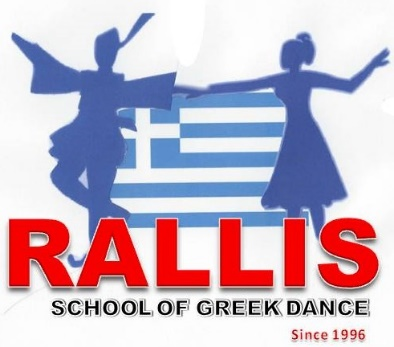 RALLIS
SCHOOL OF GREEK DANCE
Since 1996